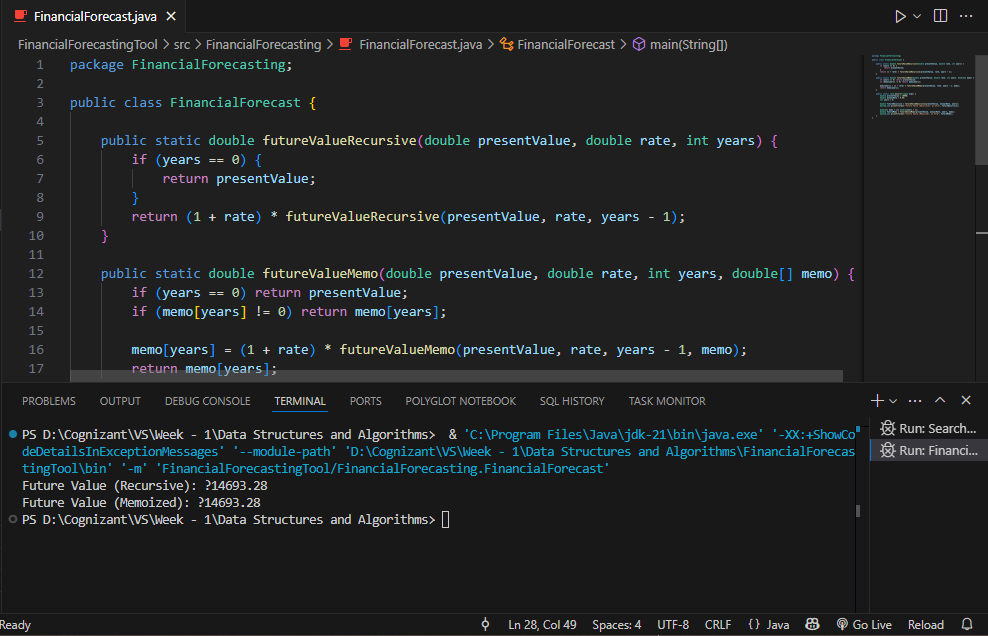 FinancialForecast.java
FinancialForecastingTool > src > FinancialForecasting > FinancialForecast.java > FinancialForecast > main(String[])
1 package FinancialForecasting;
2
3 public class FinancialForecast {
4
5 public static double futureValueRecursive(double presentValue, double rate, int years) {
6 if (years == 0) {
7 return presentValue;
8 }
9 return (1 + rate) * futureValueRecursive(presentValue, rate, years - 1);
10 }
11
12 public static double futureValueMemo(double presentValue, double rate, int years, double[] memo) {
13 if (years == 0) return presentValue;
14 if (memo[years] != 0) return memo[years];
15
16 memo[years] = (1 + rate) * futureValueMemo(presentValue, rate, years - 1, memo);
17 return memo[years];
PROBLEMS OUTPUT DEBUG CONSOLE TERMINAL PORTS POLYGLOT NOTEBOOK SQL HISTORY TASK MONITOR
PS D:\Cognizant\VS\Week - 1\Data Structures and Algorithms> & 'C:\Program Files\Java\jdk-21\bin\java.exe' '-XX:+ShowCo
deDetailsInExceptionMessages' '--module-path' 'D:\Cognizant\VS\Week - 1\Data Structures and Algorithms\FinancialForecas
tingTool\bin' '-m' 'FinancialForecastingTool/FinancialForecasting.FinancialForecast'
Future Value (Recursive): ?14693.28
Future Value (Memoized): ?14693.28
PS D:\Cognizant\VS\Week - 1\Data Structures and Algorithms>
Run: Search...
Run: Financi...
Ready Ln 28, Col 49 Spaces: 4 UTF-8 CRLF {} Java Go Live Reload